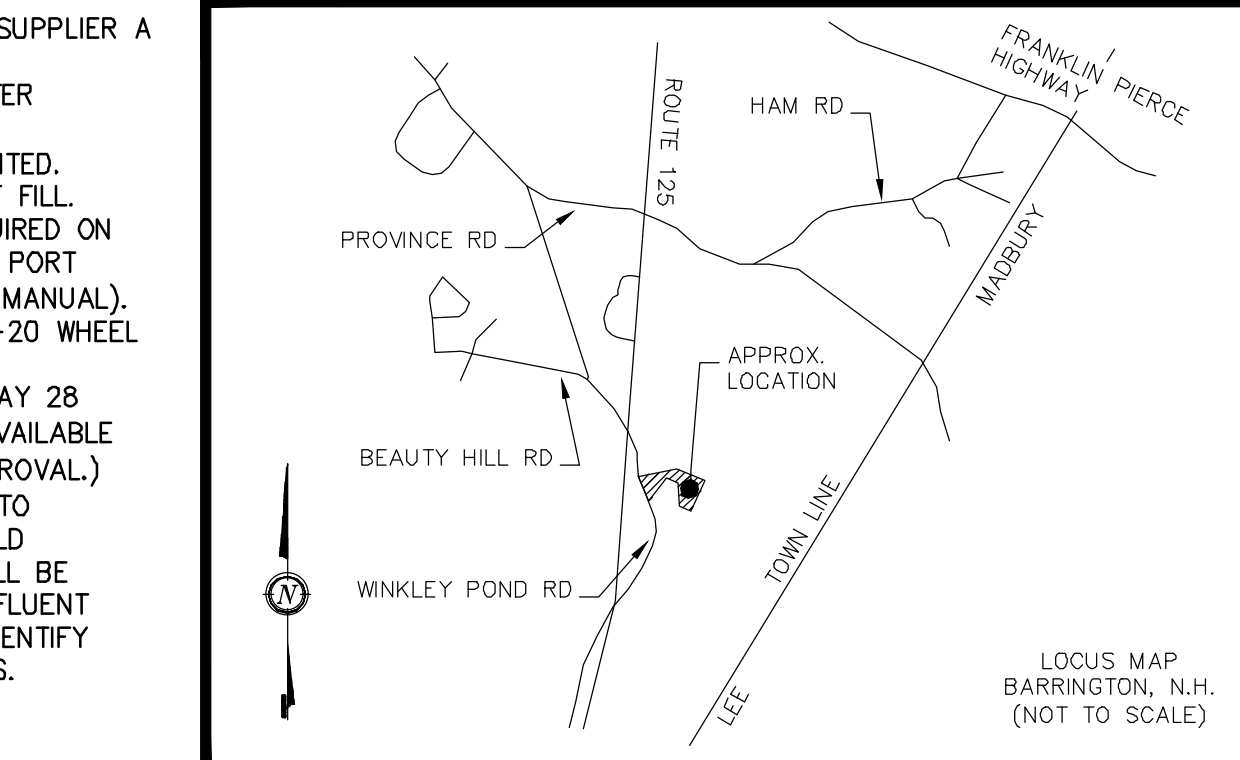 SUPPLIER A
TER
ITED.
FILL.
UIRED ON
PORT
MANUAL).
-20 WHEEL
AY 28
VAILABLE
ROVAL.)
TO
LD
LL BE
FLUENT
ENTIFY
S.
FRANKLIN PIERCE
HIGHWAY
HAM RD
ROUTE 125
PROVINCE RD
MADBURY
APPROX.
LOCATION
BEAUTY HILL RD
TOWN LINE
WINKLEY POND RD
N
LEE
LOCUS MAP
BARRINGTON, N.H.
(NOT TO SCALE)